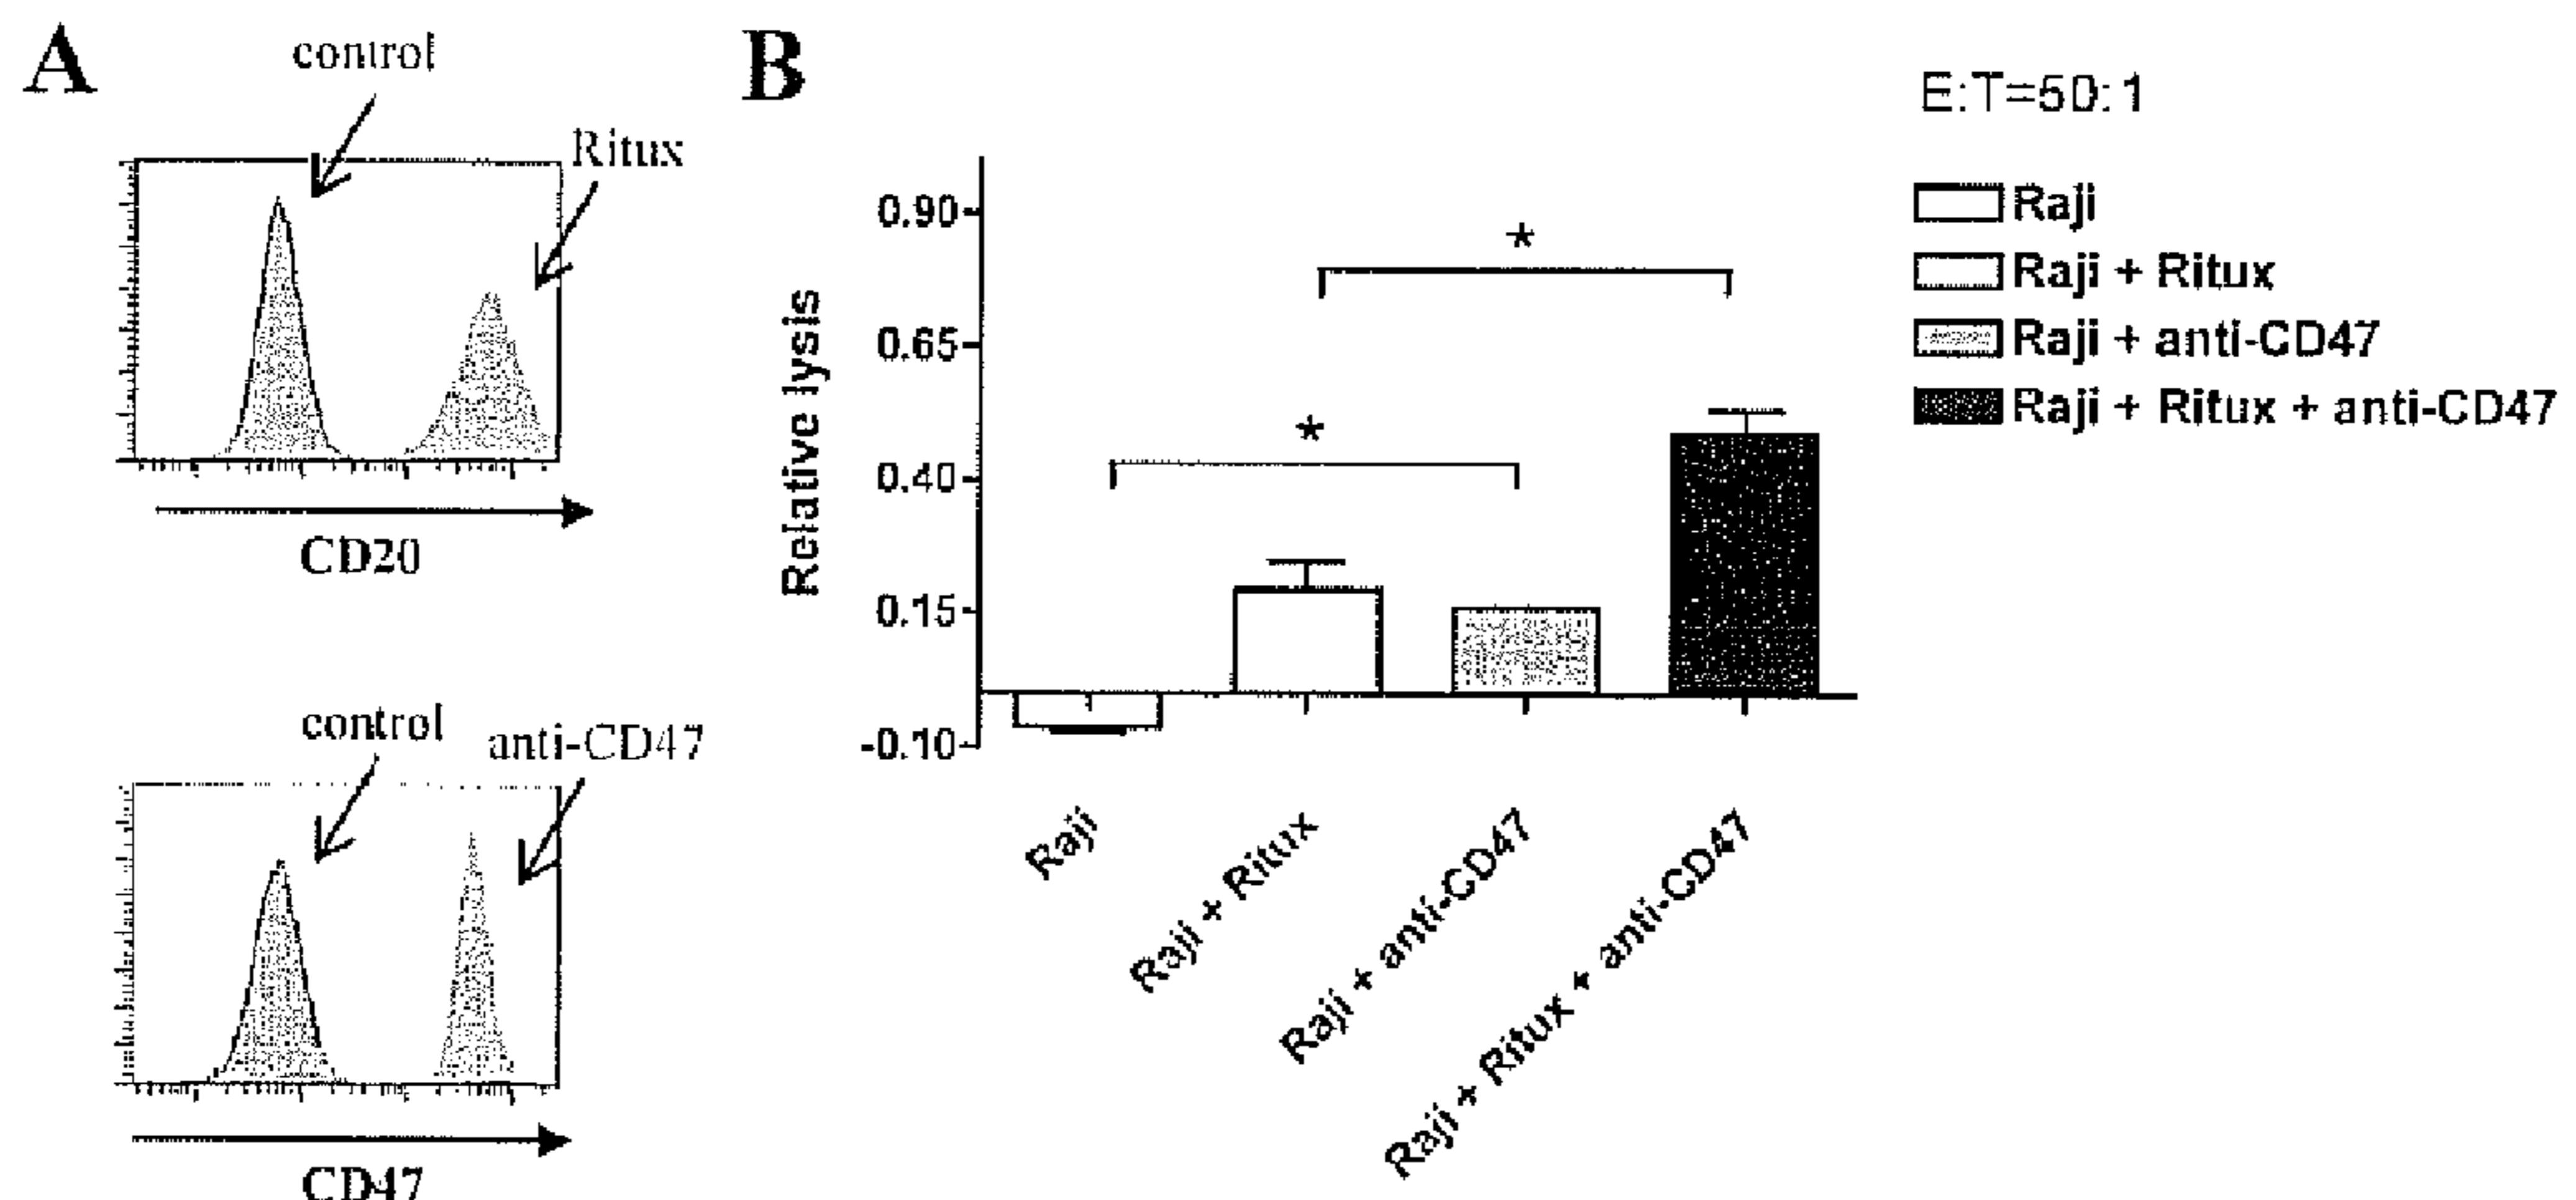 A
control
Ritux
CD20
control
anti-CD47
CD47
B
E:T=50:1
Raji
Raji + Ritux
Raji + anti-CD47
Raji + Ritux + anti-CD47
Relative lysis
0.90
0.65
0.40
0.15
-0.10
*
*
Raji
Raji + Ritux
Raji + anti-CD47
Raji + Ritux + anti-CD47